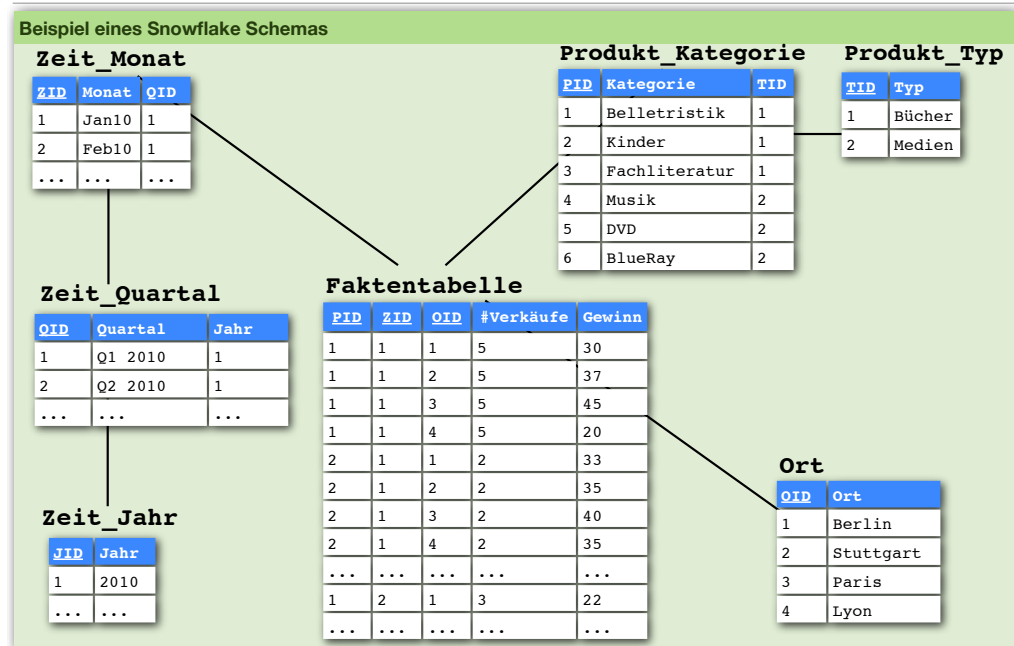 Beispiel eines Snowflake Schemas
Zeit_Monat
ZID Monat QID
1 Jan10 1
2 Feb10 1
... ... ...
Produkt_Kategorie
PID Kategorie TID
1 Belletristik 1
2 Kinder 1
3 Fachliteratur 1
4 Musik 2
5 DVD 2
6 BlueRay 2
Produkt_Typ
TID Typ
1 Bücher
2 Medien
Zeit_Quartal
QID Quartal Jahr
1 Q1 2010 1
2 Q2 2010 1
... ... ...
Faktentabelle
PID ZID OID #Verkäufe Gewinn
1 1 1 5 30
1 1 2 5 37
1 1 3 5 45
1 1 4 5 20
2 1 1 2 33
2 1 2 2 35
2 1 3 2 40
2 1 4 2 35
... ... ... ... ...
1 2 1 3 22
... ... ... ... ...
Zeit_Jahr
JID Jahr
1 2010
... ...
Ort
OID Ort
1 Berlin
2 Stuttgart
3 Paris
4 Lyon